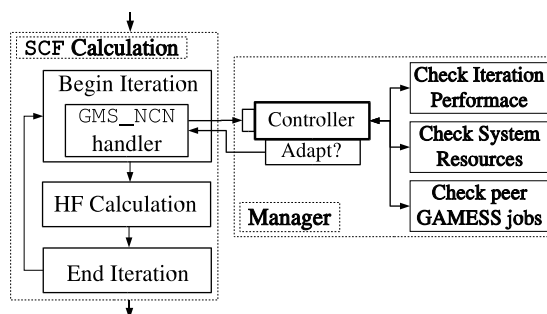 SCF Calculation
Begin Iteration
GMS_NCN
handler
HF Calculation
End Iteration
Controller
Adapt?
Manager
Check Iteration
Performace
Check System
Resources
Check peer
GAMESS jobs